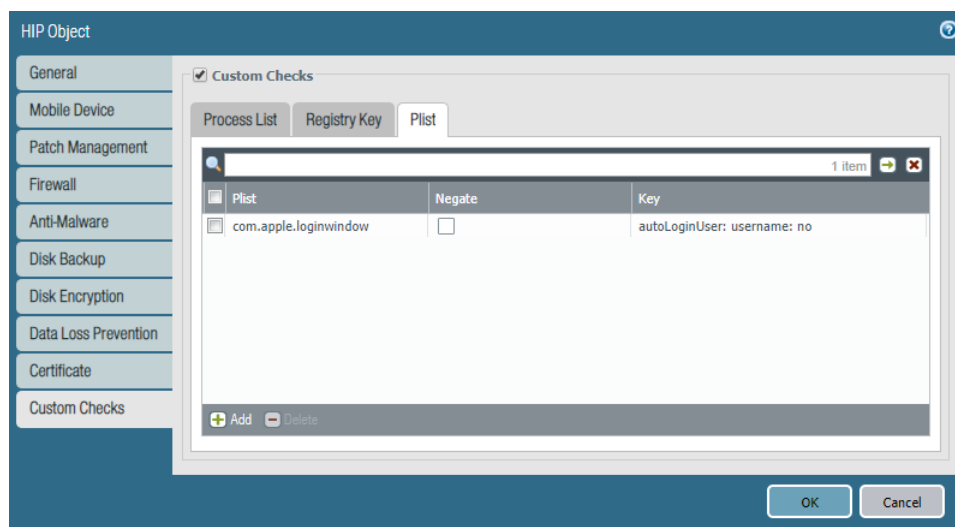 HIP Object
General
Mobile Device
Patch Management
Firewall
Anti-Malware
Disk Backup
Disk Encryption
Data Loss Prevention
Certificate
Custom Checks
Custom Checks
Process List Registry Key Plist
1 item
Plist Negate Key
com.apple.loginwindow autoLoginUser: username: no
Add Delete
OK Cancel